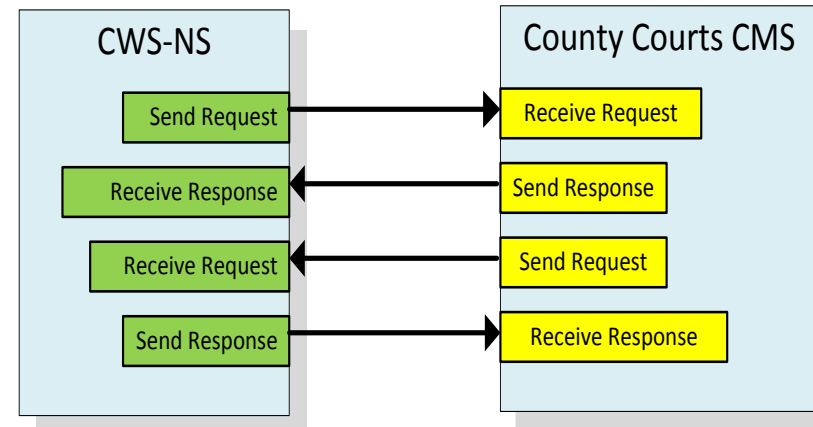 CWS-NS
County Courts CMS
Send Request
Receive Request
Receive Response
Send Response
Receive Request
Send Request
Send Response
Receive Response